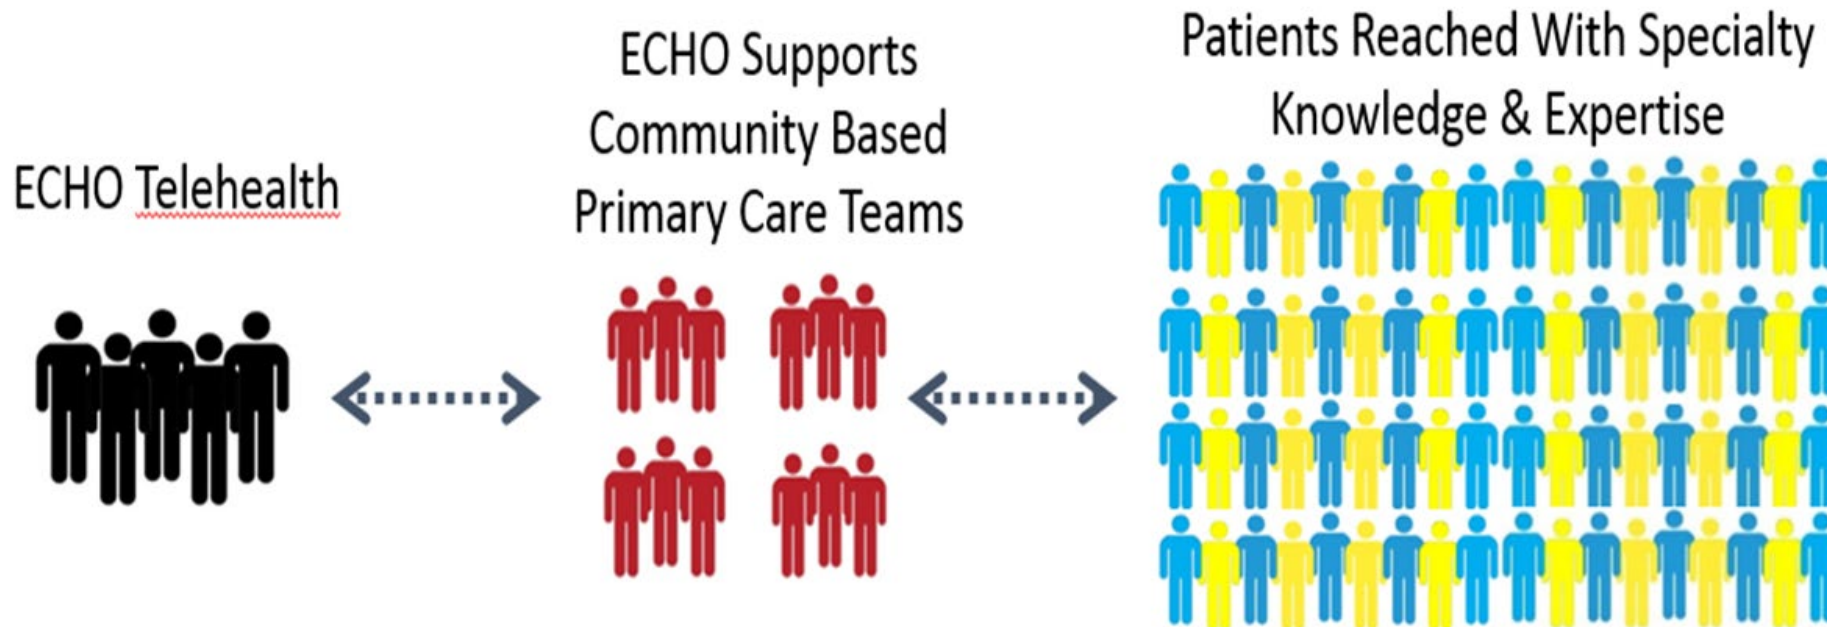 ECHO Telehealth
ECHO Supports
Community Based
Primary Care Teams
Patients Reached With Specialty
Knowledge & Expertise